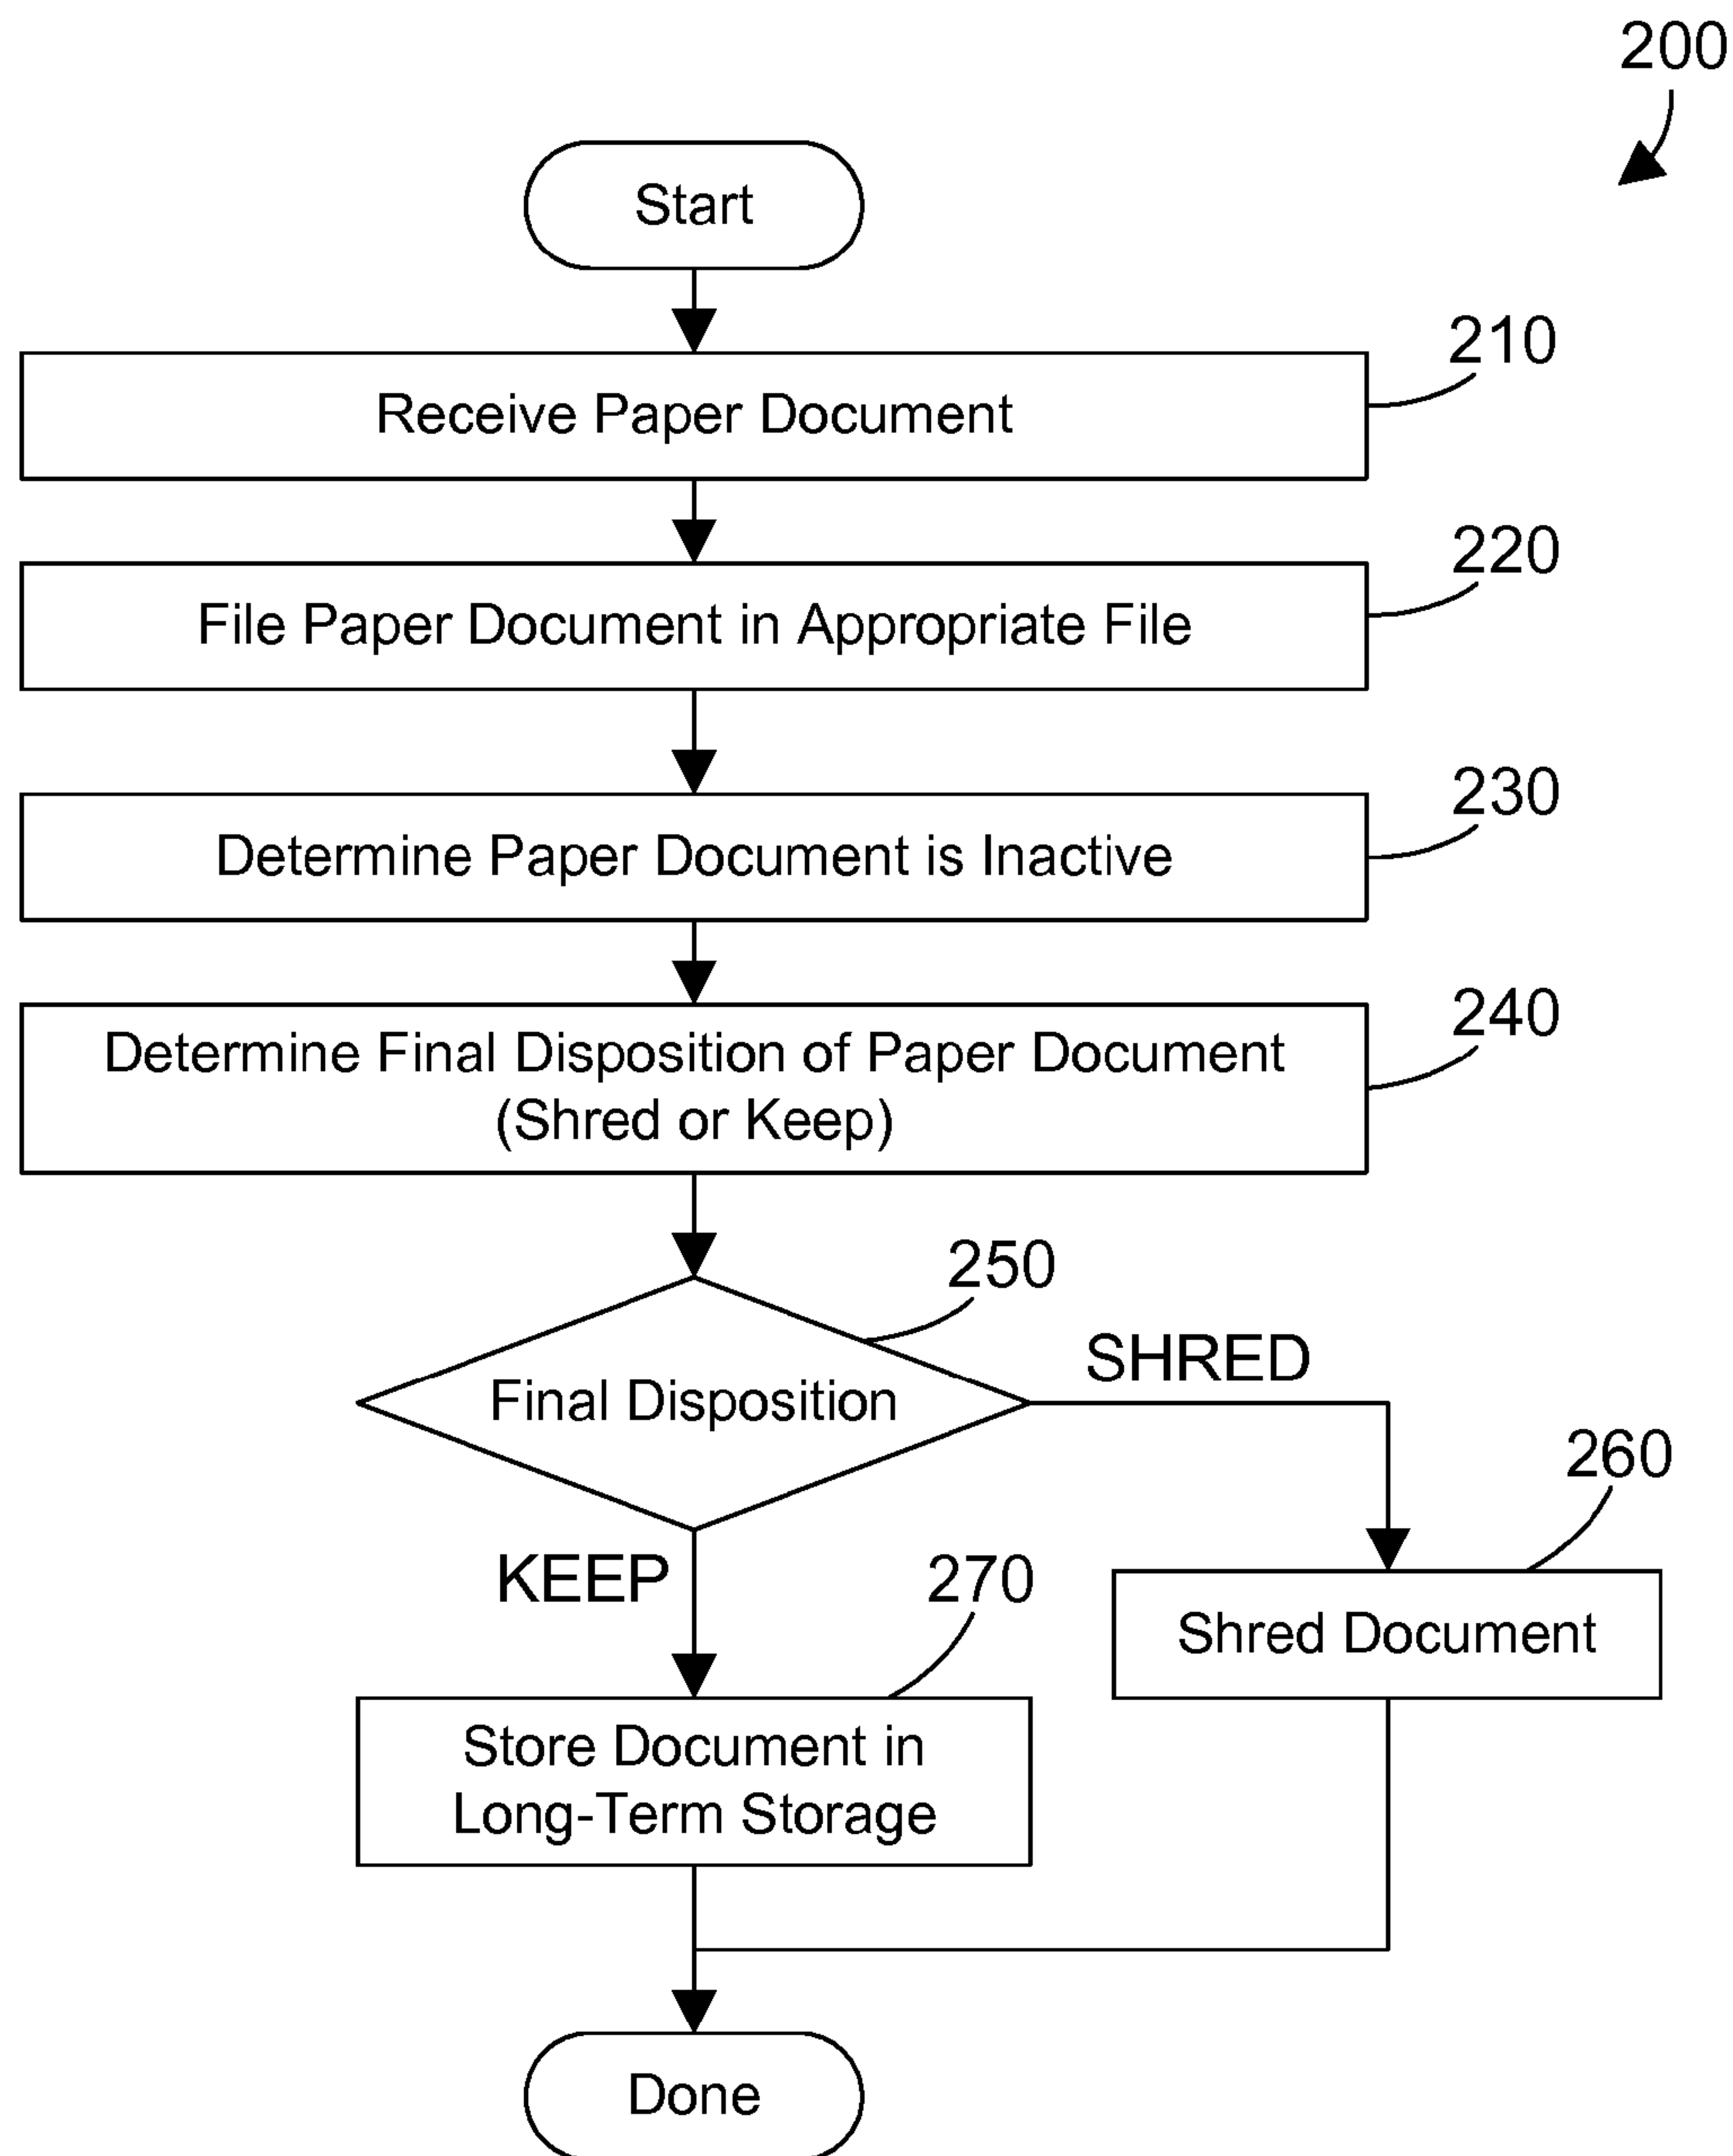 200
Start
210
Receive Paper Document
220
File Paper Document in Appropriate File
230
Determine Paper Document is Inactive
240
Determine Final Disposition of Paper Document
(Shred or Keep)
250
Final Disposition
SHRED
260
Shred Document
KEEP
270
Store Document in
Long-Term Storage
Done